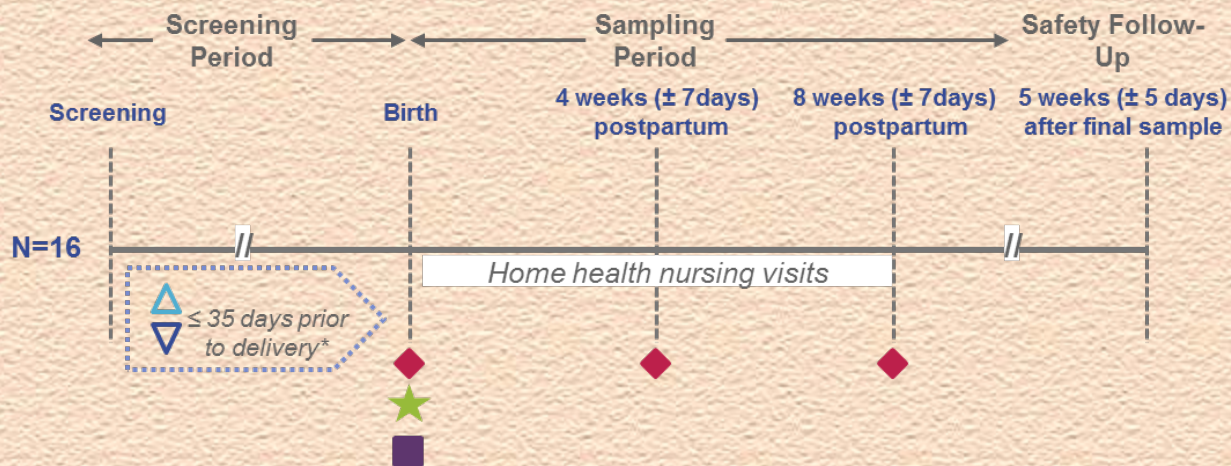 Screening
Period
Sampling
Period
Safety Follow-
Up
Screening
Birth
4 weeks (± 7days)
postpartum
8 weeks (± 7days)
postpartum
5 weeks (± 5 days)
after final sample
N=16
//
//
Home health nursing visits
≤ 35 days prior
to delivery*